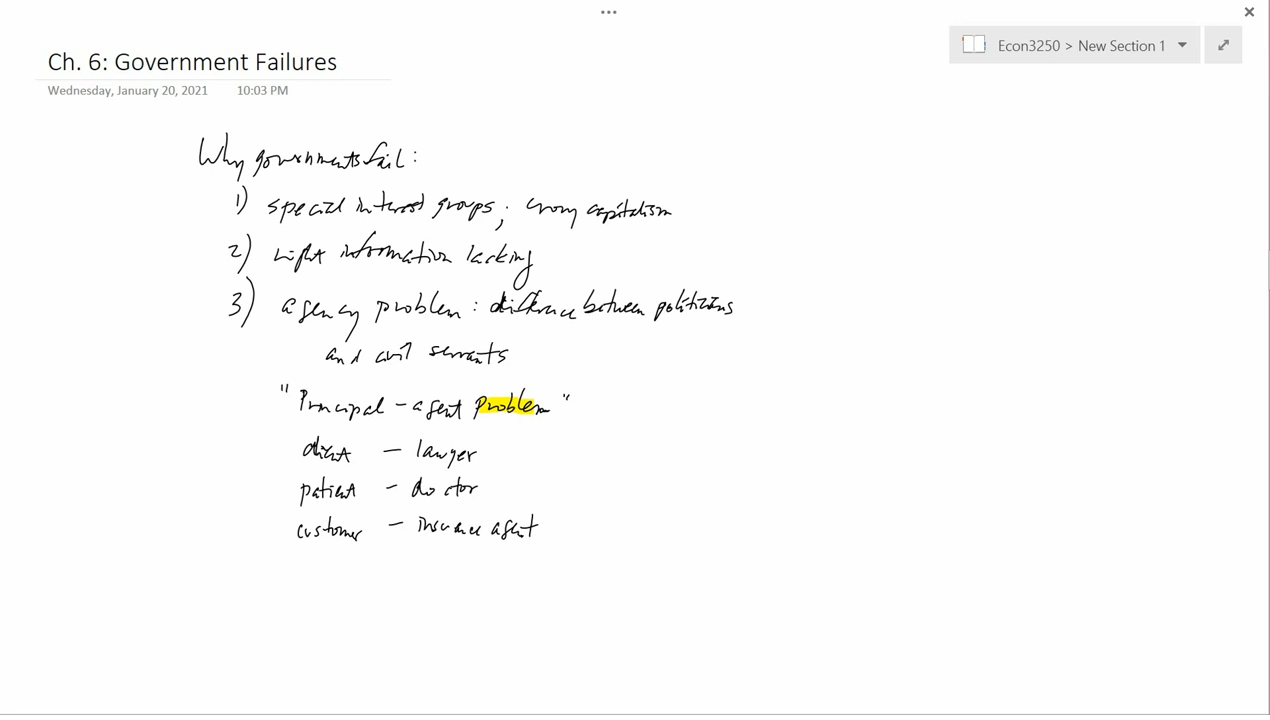 Econ3250 > New Section 1
Ch. 6: Government Failures
Wednesday, January 20, 2021 10:03 PM
Why governments fail:
1) special interest groups; crony capitalism
2) right information lacking
3) agency problem: difference between politicians
and civil servants
"Principal-agent problem"
client - lawyer
patient - doctor
customer - insurance agent